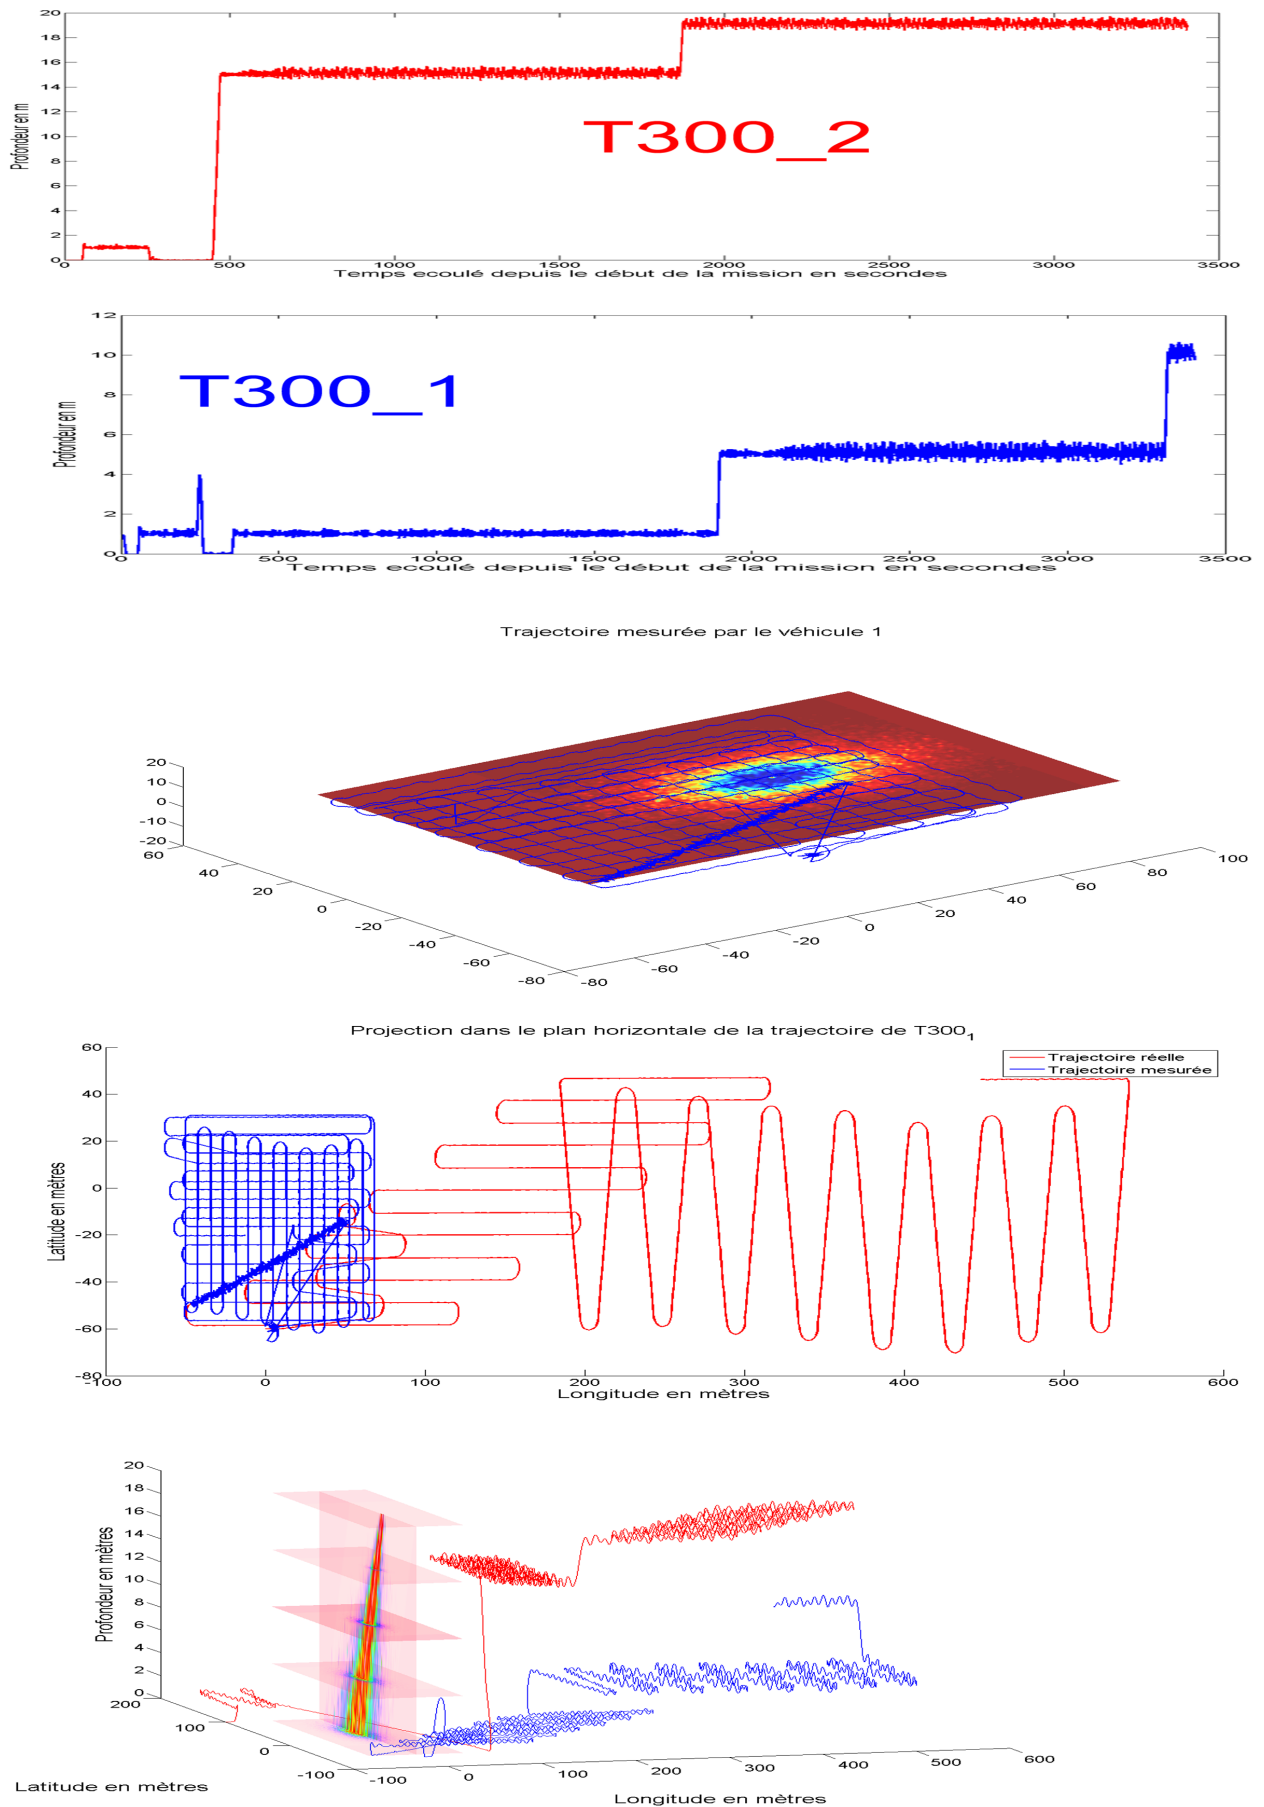 20
18
16
14
12
10
8
6
4
2
0
Profondeur en m
T300_2
0 500 1000 1500 2000 2500 3000 3500
Temps ecoulé depuis le début de la mission en secondes
12
10
8
6
4
2
0
Profondeur en m
T300_1
0 500 1000 1500 2000 2500 3000 3500
Temps ecoulé depuis le début de la mission en secondes
Trajectoire mesurée par le véhicule 1
20
10
0
-10
-20
60 40 20 0 -20 -40 -60 -80
-80 -60 -40 -20 0 20 40 60 80 100
Projection dans le plan horizontale de la trajectoire de T300_1
60
40
20
0
-20
-40
-60
-80
Latitude en mètres
Trajectoire réelle
Trajectoire mesurée
-100 0 100 200 300 400 500 600
Longitude en mètres
20
18
16
14
12
10
8
6
4
2
0
Profondeur en mètres
200 100 0 -100
Latitude en mètres
-100 0 100 200 300 400 500 600
Longitude en mètres